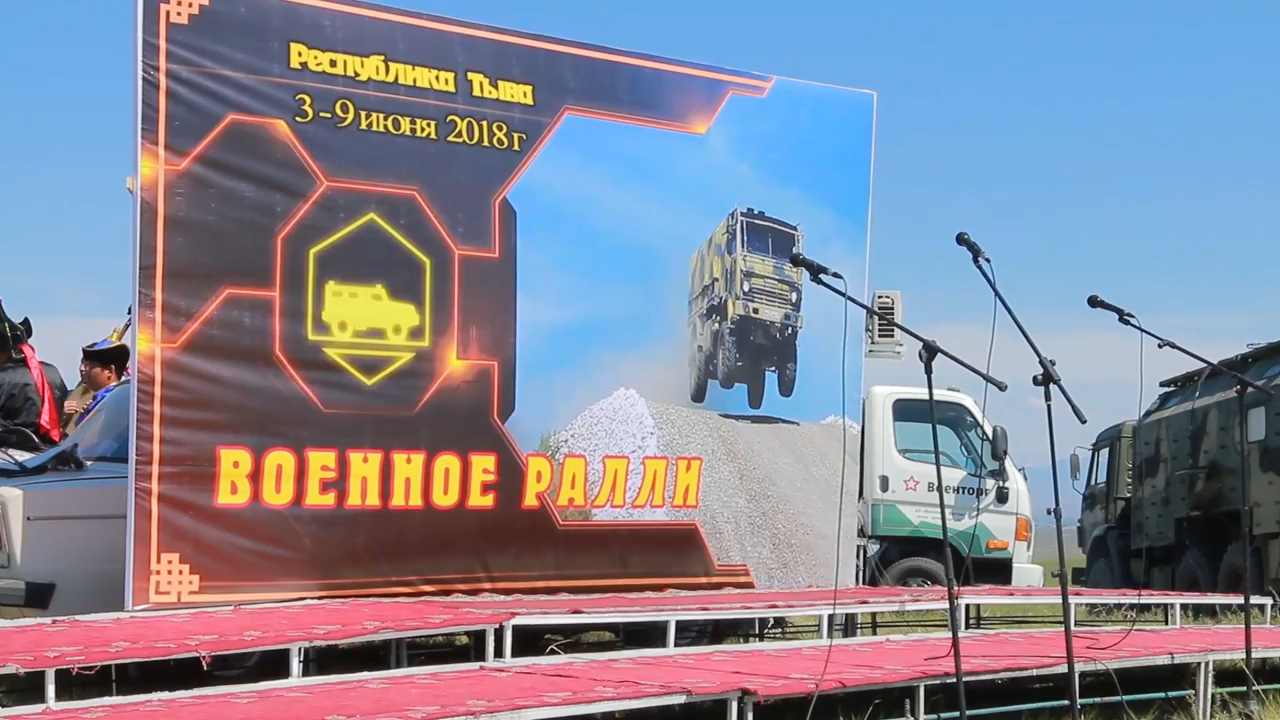 Республика Тыва
3-9 июня 2018 г
ВОЕННОЕ РАЛЛИ
Военторг